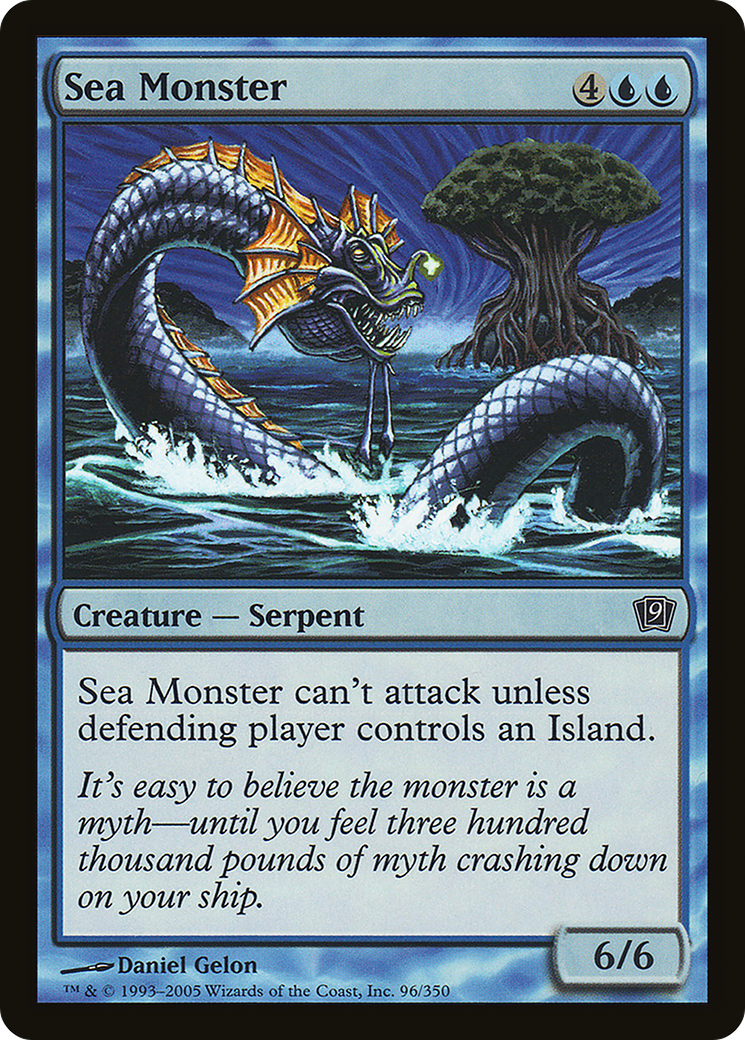 Sea Monster 4
Creature — Serpent 9
Sea Monster can't attack unless
defending player controls an Island.
It's easy to believe the monster is a
myth—until you feel three hundred
thousand pounds of myth crashing down
on your ship.
6/6
Daniel Gelon
™ & © 1993–2005 Wizards of the Coast, Inc. 96/350